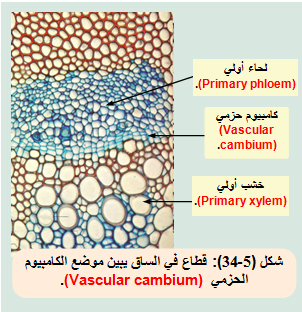 لحاء أولي
(Primary phloem).
كامبيوم حزمي
(Vascular
cambium).
خشب أولي
(Primary xylem).
شكل (5-34): قطاع في الساق يبين موضع الكامبيوم
الحزمي (Vascular cambium).